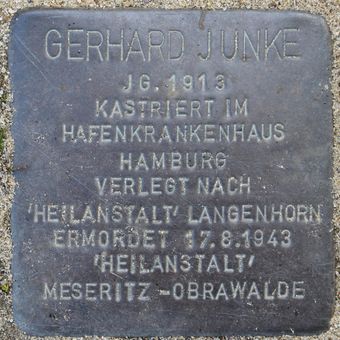 GERHARD JUNKE
JG. 1913
KASTRIERT IM
HAFENKRANKENHAUS
HAMBURG
VERLEGT NACH
'HEILANSTALT' LANGENHORN
ERMORDET 17.8.1943
'HEILANSTALT'
MESERITZ-OBRAWALDE